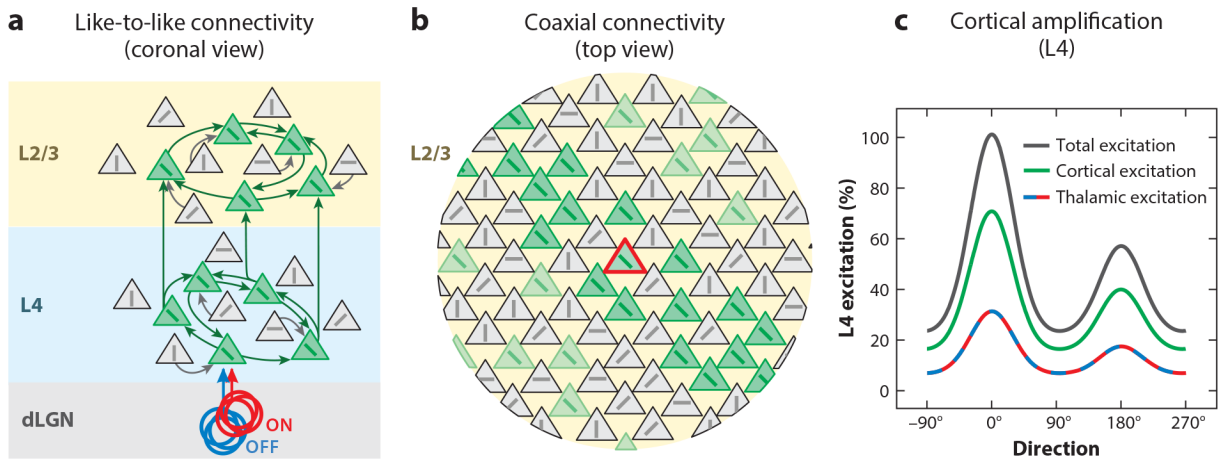 a
Like-to-like connectivity
(coronal view)
L2/3
L4
dLGN
ON
OFF
b
Coaxial connectivity
(top view)
L2/3
c
Cortical amplification
(L4)
Total excitation
Cortical excitation
Thalamic excitation
L4 excitation (%)
100
80
60
40
20
0
–90° 0° 90° 180° 270°
Direction